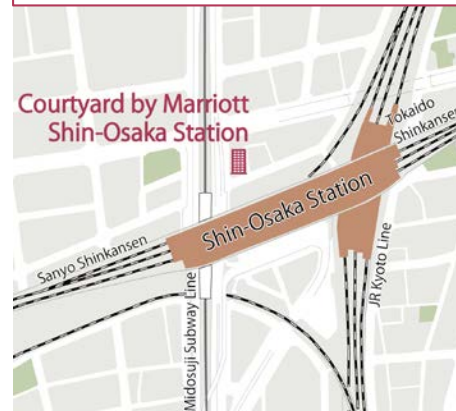 Courtyard by Marriott
Shin-Osaka Station
Tokaido
Shinkansen
Shin-Osaka Station
Sanyo Shinkansen
JR Kyoto Line
Midosuji Subway Line